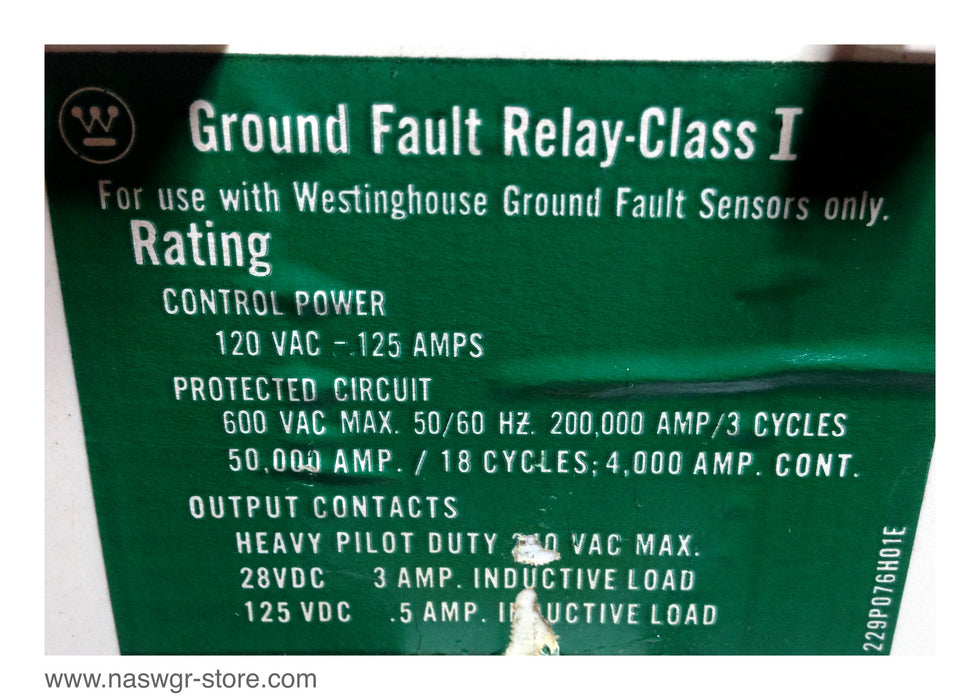 W
Ground Fault Relay-Class I
For use with Westinghouse Ground Fault Sensors only.
Rating
CONTROL POWER
120 VAC - .125 AMPS
PROTECTED CIRCUIT
600 VAC MAX. 50/60 HZ. 200,000 AMP/3 CYCLES
50,000 AMP. / 18 CYCLES; 4,000 AMP. CONT.
OUTPUT CONTACTS
HEAVY PILOT DUTY VAC MAX.
28VDC 3 AMP. INDUCTIVE LOAD
125 VDC .5 AMP. INDUCTIVE LOAD
229P076H01E
www.naswgr-store.com